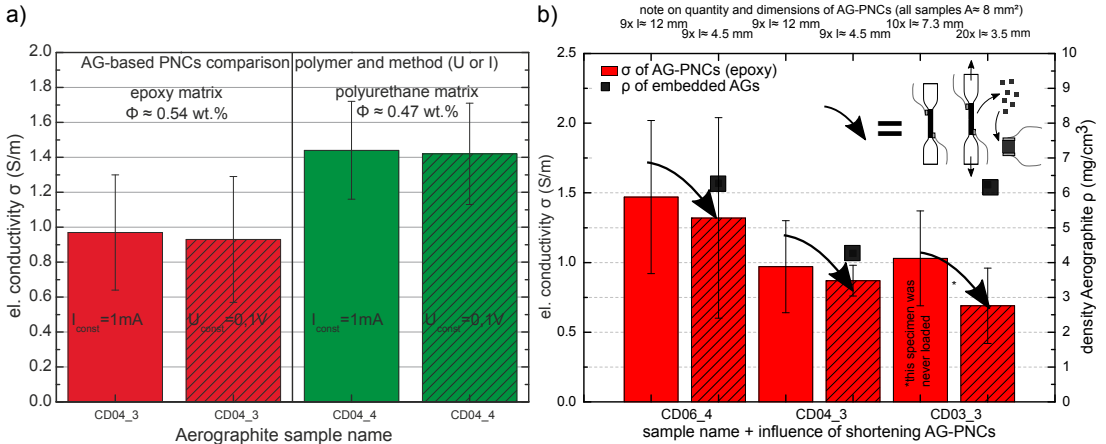 a)
AG-based PNCs comparison polymer and method (U or I)
epoxy matrix
Φ ≈ 0.54 wt.%
polyurethane matrix
Φ ≈ 0.47 wt.%
el. conductivity σ (S/m)
2.0
1.8
1.6
1.4
1.2
1.0
0.8
0.6
0.4
0.2
0.0
I const =1mA
U const =0,1V
I const =1mA
U const =0,1V
CD04_3
CD04_3
CD04_4
CD04_4
Aerographite sample name
b)
note on quantity and dimensions of AG-PNCs (all samples A≈ 8 mm²)
9x l≈ 12 mm
9x l≈ 4.5 mm
9x l≈ 12 mm
9x l≈ 4.5 mm
10x l≈ 7.3 mm
20x l≈ 3.5 mm
σ of AG-PNCs (epoxy)
ρ of embedded AGs
=
el. conductivity σ (S/m)
2.5
2.0
1.5
1.0
0.5
0.0
density Aerographite ρ (mg/cm³)
10
9
8
7
6
5
4
3
2
1
0
*
*this specimen was
never loaded
CD06_4
CD04_3
CD03_3
sample name + influence of shortening AG-PNCs